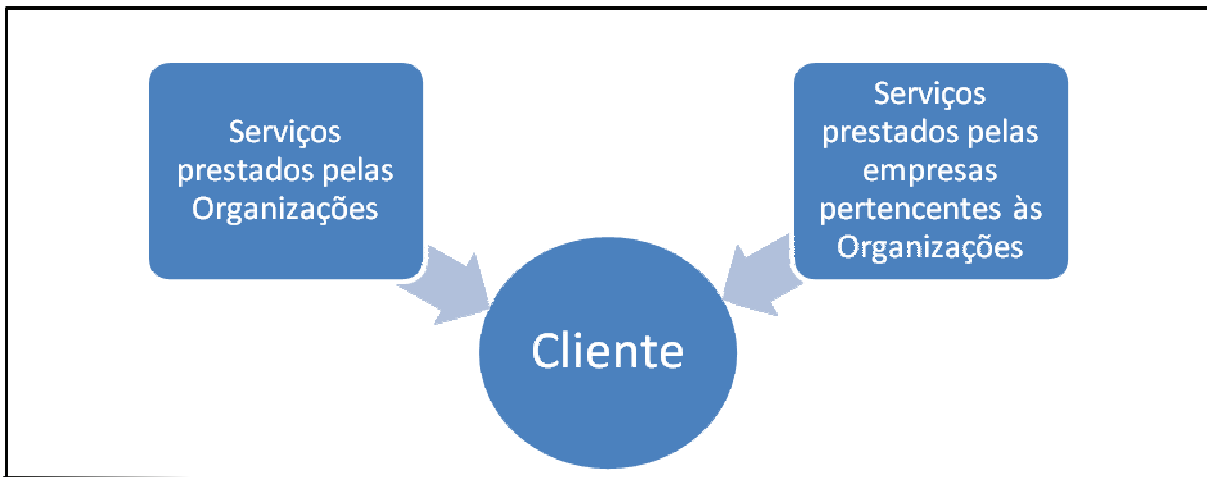 Serviços
prestados pelas
Organizações
Serviços
prestados pelas
empresas
pertencentes às
Organizações
Cliente